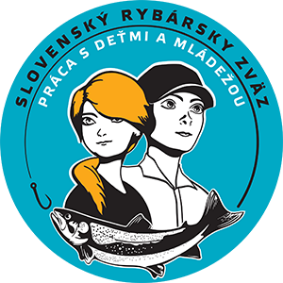 SLOVENSKÝ RYBÁRSKY ZVÄZ
PRÁCA S DEŤMI A MLÁDEŽOU